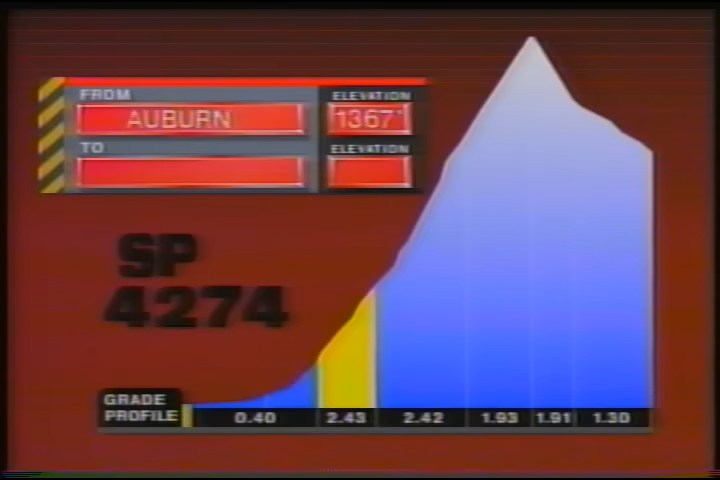 FROM
AUBURN
ELEVATION
1367'
TO
ELEVATION
SP
4274
GRADE
PROFILE
0.40 2.43 2.42 1.93 1.91 1.30